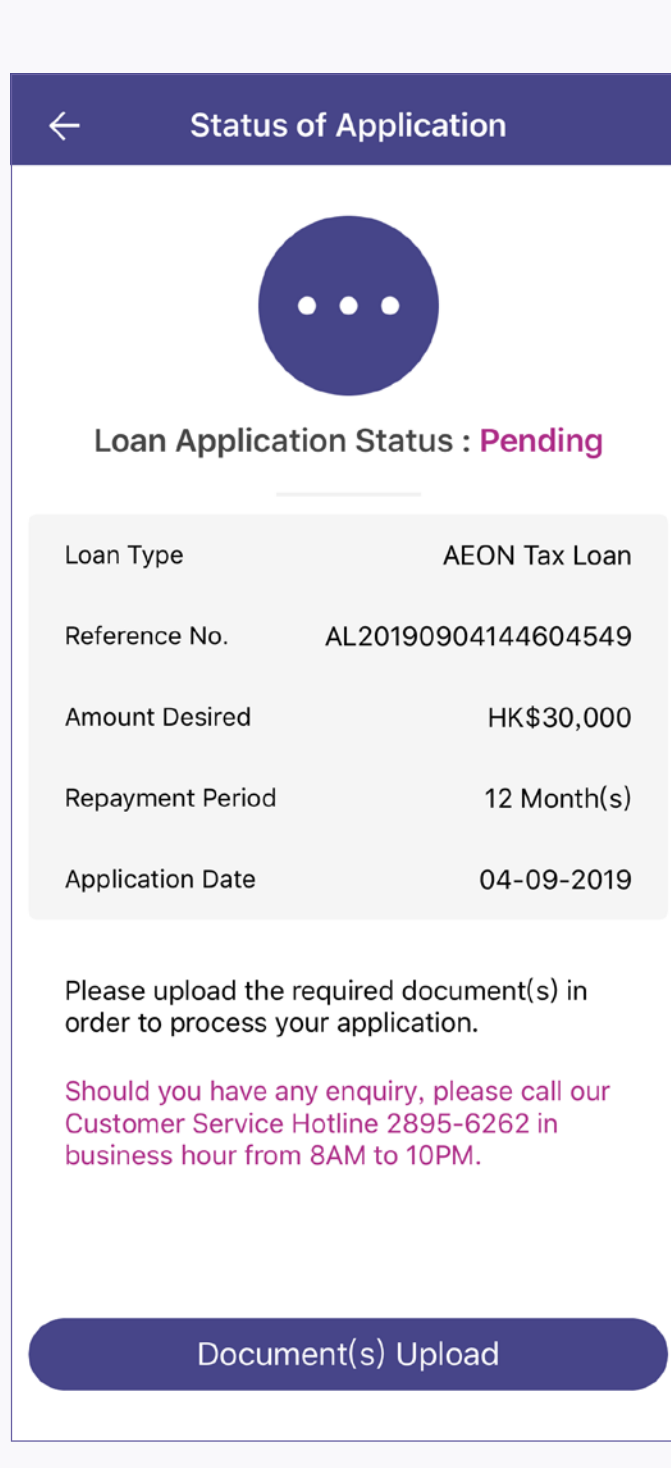 Status of Application
Loan Application Status : Pending
Loan Type AEON Tax Loan
Reference No. AL20190904144604549
Amount Desired HK$30,000
Repayment Period 12 Month(s)
Application Date 04-09-2019
Please upload the required document(s) in
order to process your application.
Should you have any enquiry, please call our
Customer Service Hotline 2895-6262 in
business hour from 8AM to 10PM.
Document(s) Upload